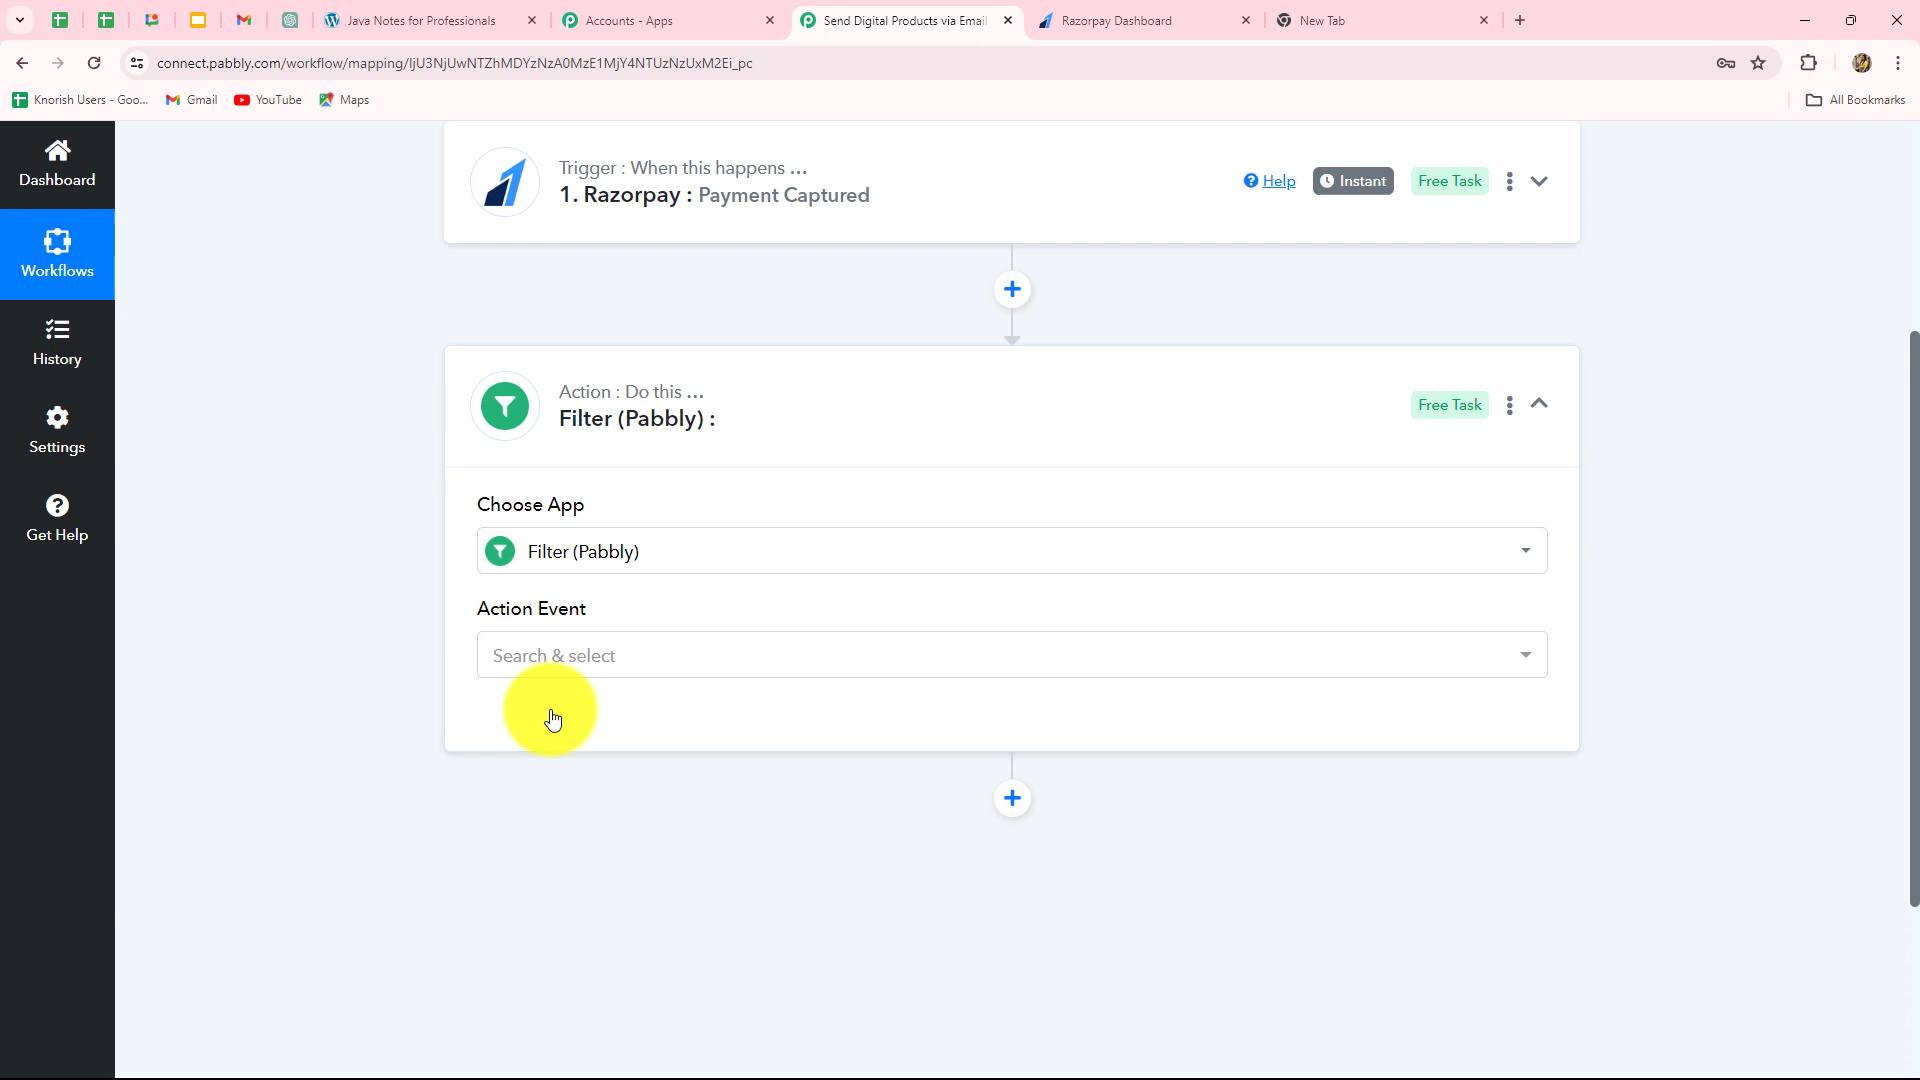 Java Notes for Professionals
Accounts - Apps
Send Digital Products via Email
Razorpay Dashboard
New Tab
connect.pabbly.com/workflow/mapping/IjU3NjUwNTZhMDYzNzA0MzE1MjY4NTUzNzUxM2Ei_pc
Knorish Users - Goo...
Gmail
YouTube
Maps
All Bookmarks
Dashboard
Workflows
History
Settings
Get Help
Trigger : When this happens ...
1. Razorpay : Payment Captured
Help
Instant
Free Task
Action : Do this ...
Filter (Pabbly) :
Free Task
Choose App
Filter (Pabbly)
Action Event
Search & select